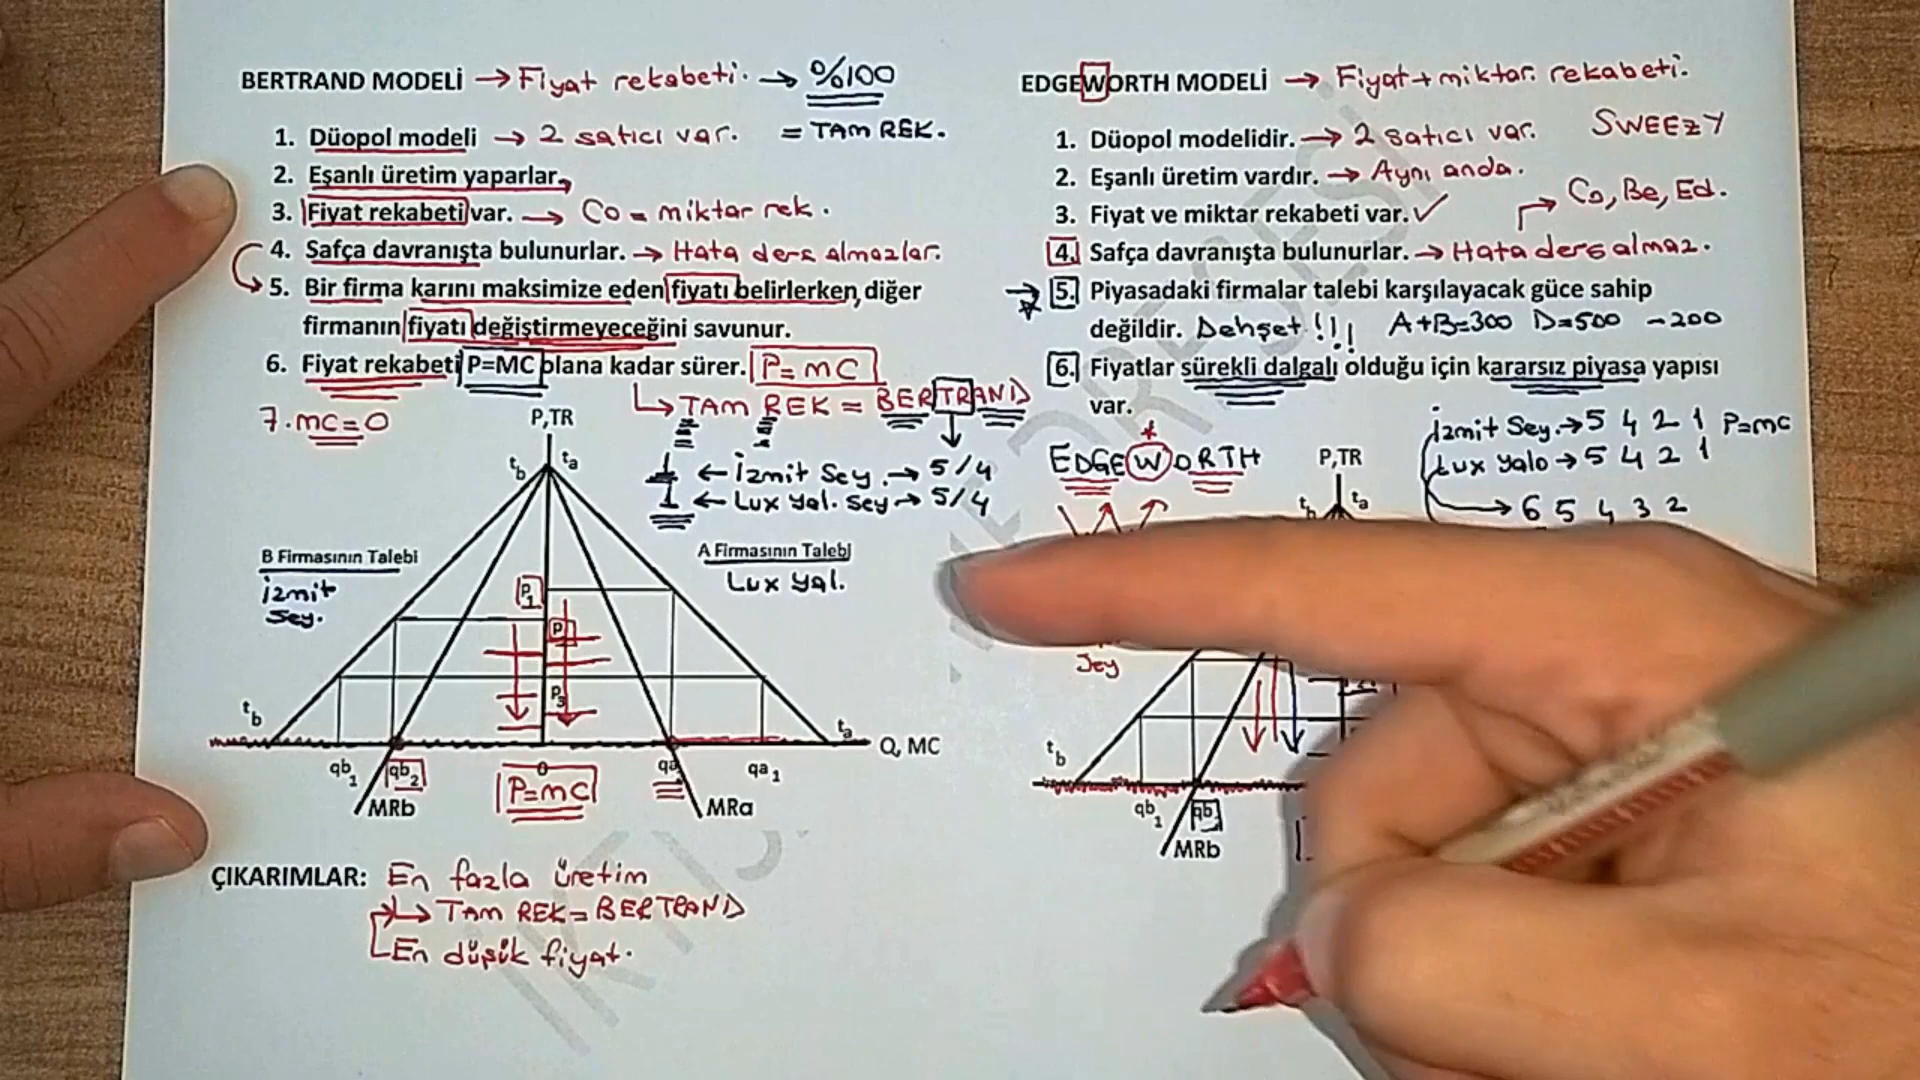 BERTRAND MODELİ → Fiyat rekabeti. → %100
= TAM REK.
1. Düopol modeli → 2 satıcı var.
2. Eşanlı üretim yaparlar.
3. Fiyat rekabeti var. → Co = miktar rek.
4. Safça davranışta bulunurlar. → Hata ders almazlar.
5. Bir firma karını maksimize eden fiyatı belirlerken, diğer
firmanın fiyatı değiştirmeyeceğini savunur.
6. Fiyat rekabeti P=MC olana kadar sürer. P=MC
↳ TAM REK = BERTRAND
7. mc=0
P,TR
tb ta
1 ← İzmit Sey. → 5/4
1 ← Lux yal. Sey → 5/4
B Firmasının Talebi
İzmit
Sey.
A Firmasının Talebi
Lux yal.
P1
P
P3
tb
ta
Q, MC
qb1 qb2 0 qa qa1
P=mc
MRb MRa
ÇIKARIMLAR: En fazla üretim
→ TAM REK = BERTRAND
En düşük fiyat.
EDGEWORTH MODELİ → Fiyat + miktar rekabeti.
SWEEZY
1. Düopol modelidir. → 2 satıcı var.
2. Eşanlı üretim vardır. → Aynı anda.
3. Fiyat ve miktar rekabeti var. ✓ → Co, Be, Ed.
4. Safça davranışta bulunurlar. → Hata ders almaz.
→ 5. Piyasadaki firmalar talebi karşılayacak güce sahip
değildir. Dehşet!!! A+B=300 D=500 -200
6. Fiyatlar sürekli dalgalı olduğu için kararsız piyasa yapısı
var.
İzmit Sey. → 5 4 2 1 P=mc
Lux yalo → 5 4 2 1
→ 6 5 4 3 2
EDGEWORTH
P,TR
tb ta
Sey
tb
qb1 qb
MRb